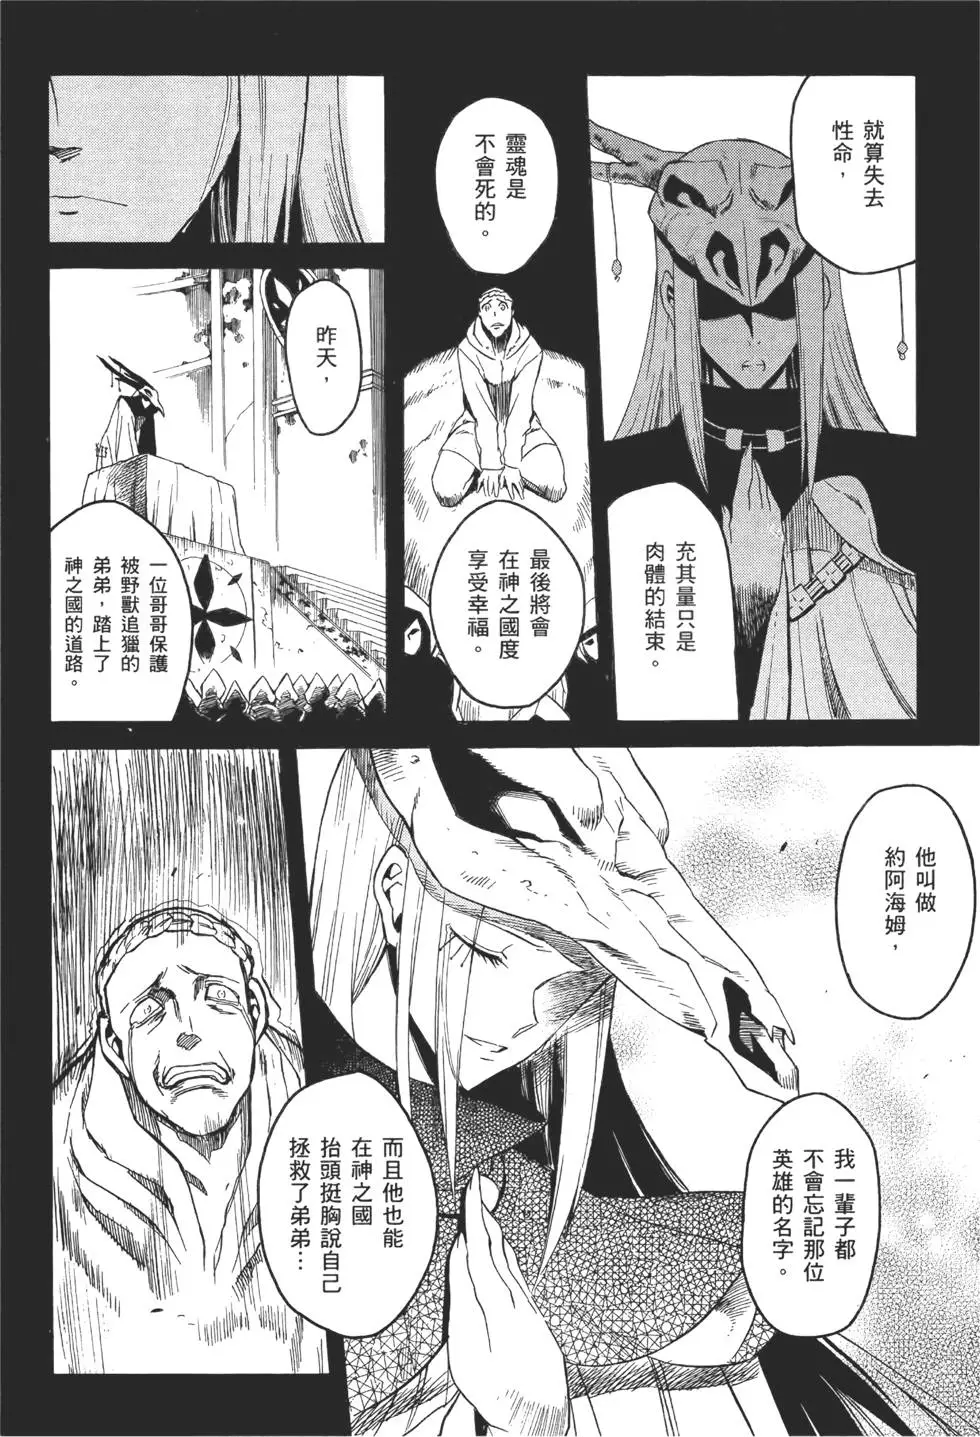 就算失去
性命，
充其量只是
肉體的結束。
靈魂是
不會死的。
最後將會
在神之國度
享受幸福。
昨天，
一位哥哥保護
被野獸追獵的
弟弟，踏上了
神之國的道路。
他叫做
約阿海姆，
我一輩子都
不會忘記那位
英雄的名字。
而且他也能
在神之國
抬頭挺胸說自己
拯救了弟弟…